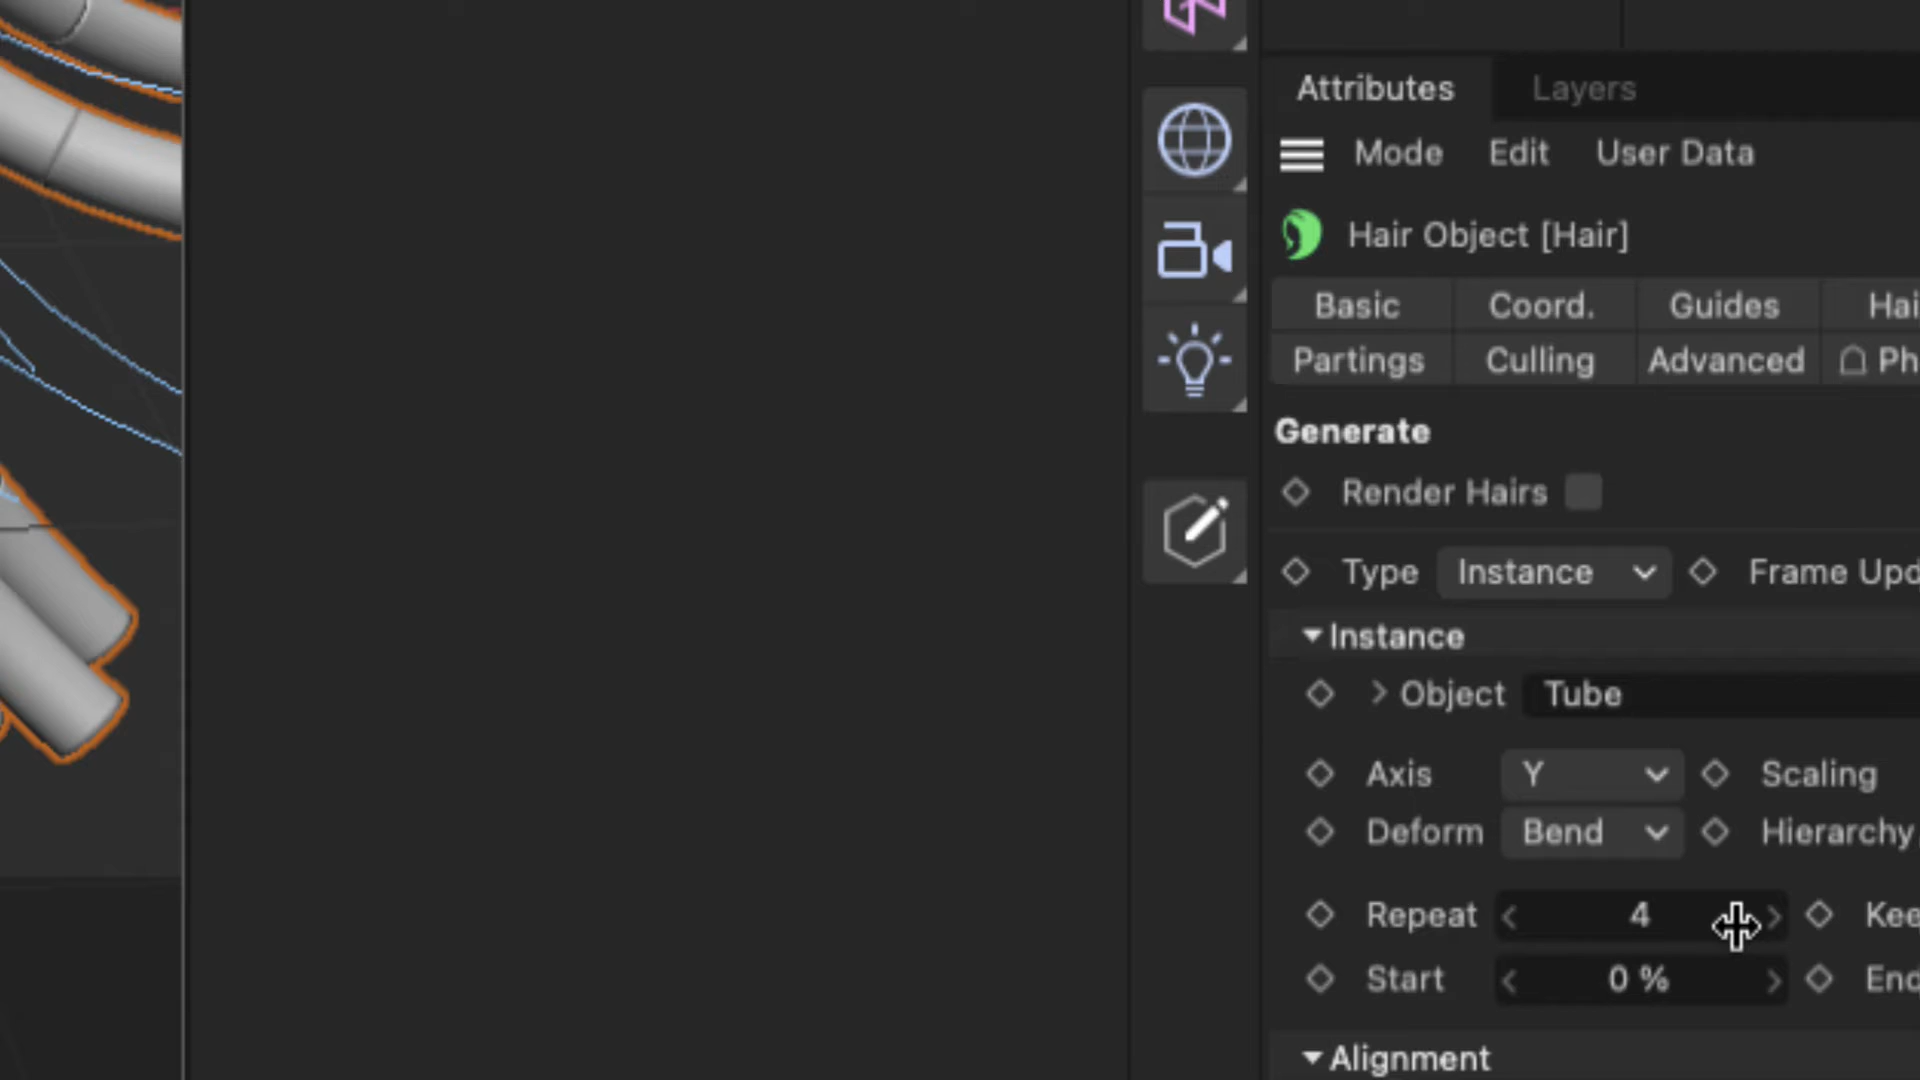 Attributes Layers
Mode Edit User Data
Hair Object [Hair]
Basic Coord. Guides
Partings Culling Advanced
Generate
Render Hairs
Type Instance Frame
Instance
Object Tube
Axis Y Scaling
Deform Bend Hierarchy
Repeat 4
Start 0 %
Alignment